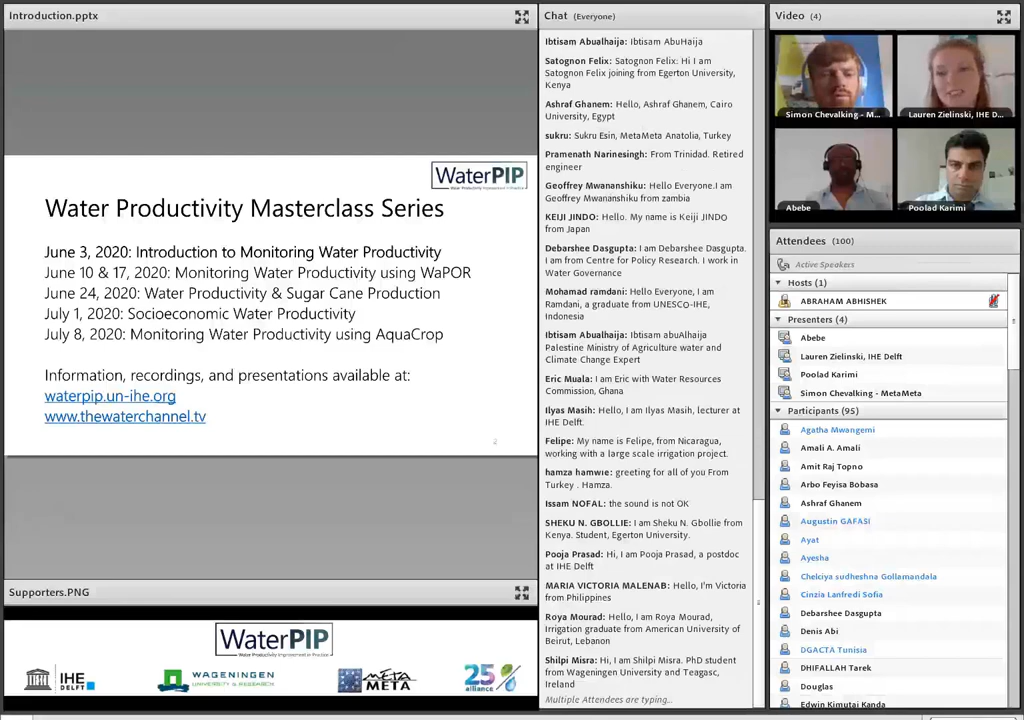 Introduction.pptx
WaterPIP
Water Productivity Improvement in Practice
Water Productivity Masterclass Series
June 3, 2020: Introduction to Monitoring Water Productivity
June 10 & 17, 2020: Monitoring Water Productivity using WaPOR
June 24, 2020: Water Productivity & Sugar Cane Production
July 1, 2020: Socioeconomic Water Productivity
July 8, 2020: Monitoring Water Productivity using AquaCrop
Information, recordings, and presentations available at:
waterpip.un-ihe.org
www.thewaterchannel.tv
2
Supporters.PNG
WaterPIP
Water Productivity Improvement in Practice
IHE
DELFT
WAGENINGEN
UNIVERSITY & RESEARCH
META
META
25
alliance
Chat (Everyone)
Ibtisam Abualhaija: Ibtisam AbuHaija
Satognon Felix: Satognon Felix: Hi I am
Satognon Felix joining from Egerton University,
Kenya
Ashraf Ghanem: Hello, Ashraf Ghanem, Cairo
University, Egypt
sukru: Sukru Esin, MetaMeta Anatolia, Turkey
Pramenath Narinesingh: From Trinidad. Retired
engineer
Geoffrey Mwananshiku: Hello Everyone.I am
Geoffrey Mwananshiku from zambia
KEIJI JINDO: Hello. My name is Keiji JINDO
from Japan
Debarshee Dasgupta: I am Debarshee Dasgupta.
I am from Centre for Policy Research. I work in
Water Governance
Mohamad ramdani: Hello Everyone, I am
Ramdani, a graduate from UNESCO-IHE,
Indonesia
Ibtisam Abualhaija: Ibtisam abuAlhaija
Palestine Ministry of Agriculture water and
Climate Change Expert
Eric Muala: I am Eric with Water Resources
Commission, Ghana
Ilyas Masih: Hello, I am Ilyas Masih, lecturer at
IHE Delft.
Felipe: My name is Felipe, from Nicaragua,
working with a large scale irrigation project.
hamza hamwie: greeting for all of you From
Turkey . Hamza.
Issam NOFAL: the sound is not OK
SHEKU N. GBOLLIE: I am Sheku N. Gbollie from
Kenya. Student, Egerton University.
Pooja Prasad: Hi, I am Pooja Prasad, a postdoc
at IHE Delft
MARIA VICTORIA MALENAB: Hello, I'm Victoria
from Philippines
Roya Mourad: Hello, I am Roya Mourad,
Irrigation graduate from American University of
Beirut, Lebanon
Shilpi Misra: Hi, I am Shilpi Misra. PhD student
from Wageningen University and Teagasc,
Ireland
Multiple Attendees are typing...
Video (4)
Simon Chevalking - M...
Lauren Zielinski, IHE D...
Abebe
Poolad Karimi
Attendees (100)
Active Speakers
Hosts (1)
ABRAHAM ABHISHEK
Presenters (4)
Abebe
Lauren Zielinski, IHE Delft
Poolad Karimi
Simon Chevalking - MetaMeta
Participants (95)
Agatha Mwangemi
Amali A. Amali
Amit Raj Topno
Arbo Feyisa Bobasa
Ashraf Ghanem
Augustin GAFASI
Ayat
Ayesha
Chelciya sudheshna Gollamandala
Cinzia Lanfredi Sofia
Debarshee Dasgupta
Denis Abi
DGACTA Tunisia
DHIFALLAH Tarek
Douglas
Edwin Kimutai Kanda